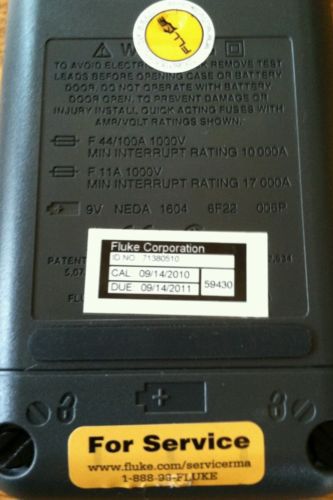 FLUKE
TO AVOID ELECTRIC SHOCK REMOVE TEST
LEADS BEFORE OPENING CASE OR BATTERY
DOOR. DO NOT OPERATE WITH BATTERY
DOOR OPEN. TO PREVENT DAMAGE OR
INJURY INSTALL QUICK ACTING FUSES WITH
AMP/VOLT RATINGS SHOWN.
F 44/100A 1000V
MIN INTERRUPT RATING 10 000A
F 11A 1000V
MIN INTERRUPT RATING 17 000A
9V NEDA 1604 6F22 006P
PATENT
Fluke Corporation
ID NO. 71380510
CAL 09/14/2010
DUE: 09/14/2011
59430
For Service
www.fluke.com/servicerma
1-888-99-FLUKE